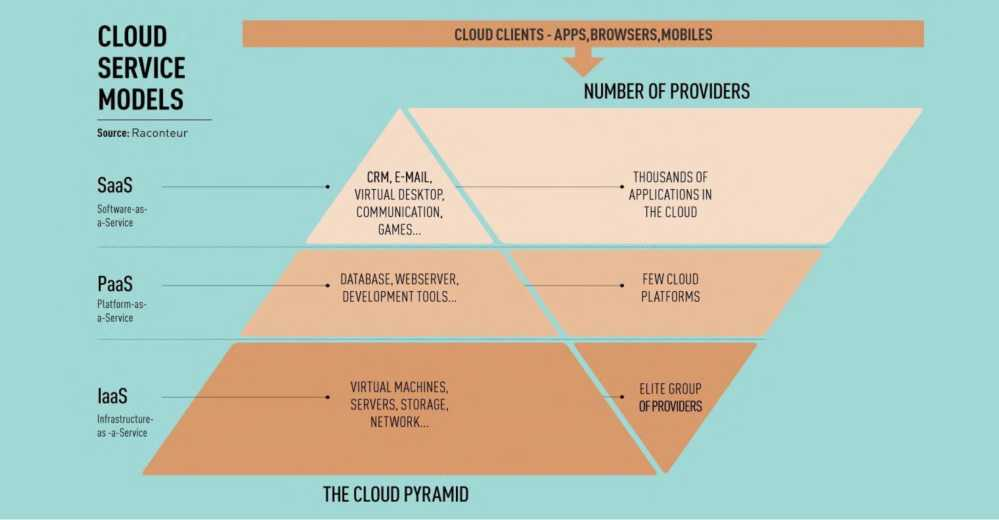 CLOUD
SERVICE
MODELS
Source: Raconteur
CLOUD CLIENTS - APPS,BROWSERS,MOBILES
NUMBER OF PROVIDERS
SaaS
Software-as-
a-Service
CRM, E-MAIL,
VIRTUAL DESKTOP,
COMMUNICATION,
GAMES...
THOUSANDS OF
APPLICATIONS IN
THE CLOUD
PaaS
Platform-as-
a-Service
DATABASE, WEBSERVER,
DEVELOPMENT TOOLS...
FEW CLOUD
PLATFORMS
IaaS
Infrastructure-
as -a-Service
VIRTUAL MACHINES,
SERVERS, STORAGE,
NETWORK...
ELITE GROUP
OF PROVIDERS
THE CLOUD PYRAMID